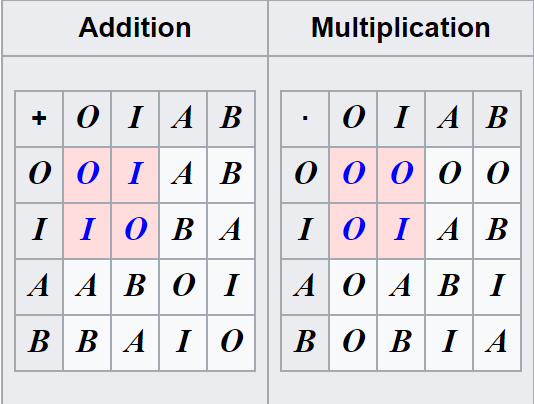 Addition Multiplication
+ O I A B
O O I A B
I I O B A
A A B O I
B B A I O
· O I A B
O O O O O
I O I A B
A O A B I
B O B I A